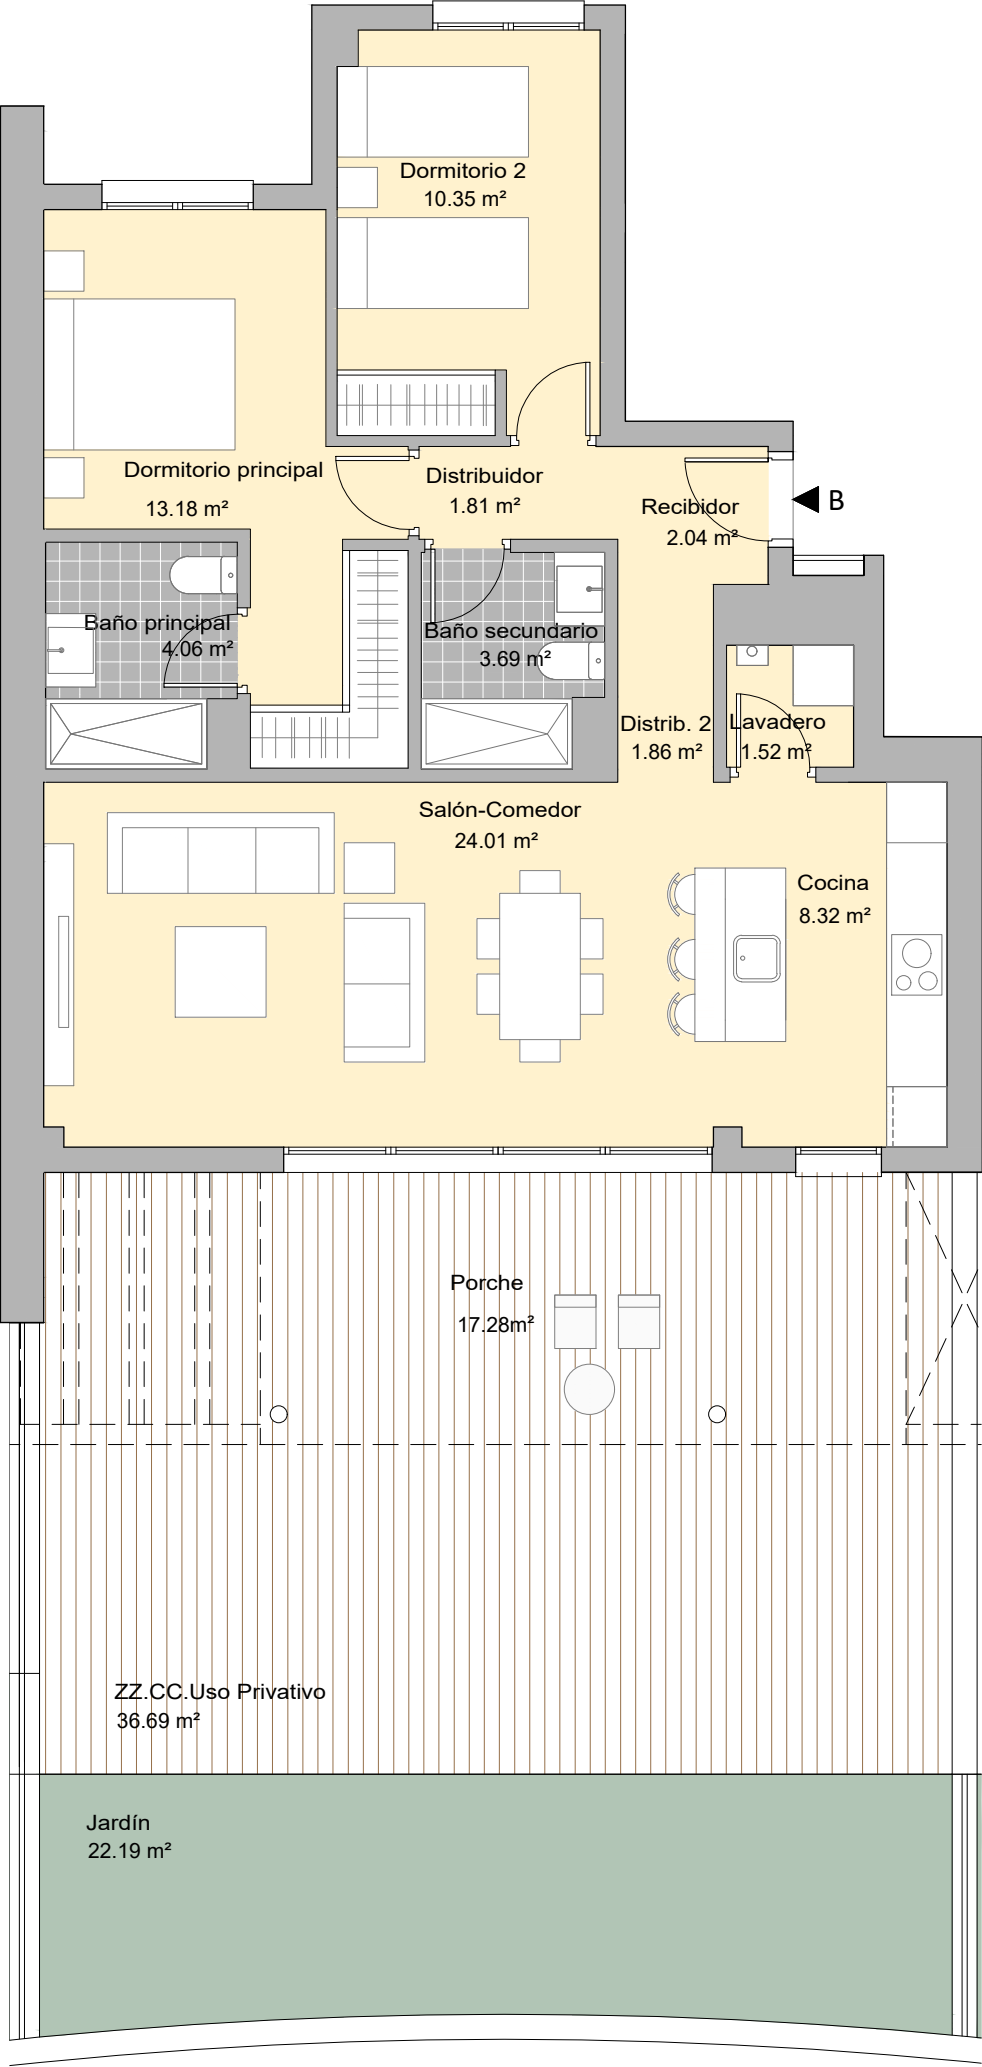 Dormitorio 2
10.35 m²
Dormitorio principal
13.18 m²
Distribuidor
1.81 m²
Recibidor
2.04 m²
B
Baño principal
4.06 m²
Baño secundario
3.69 m²
Distrib. 2
1.86 m²
Lavadero
1.52 m²
Salón-Comedor
24.01 m²
Cocina
8.32 m²
Porche
17.28m²
ZZ.CC.Uso Privativo
36.69 m²
Jardín
22.19 m²